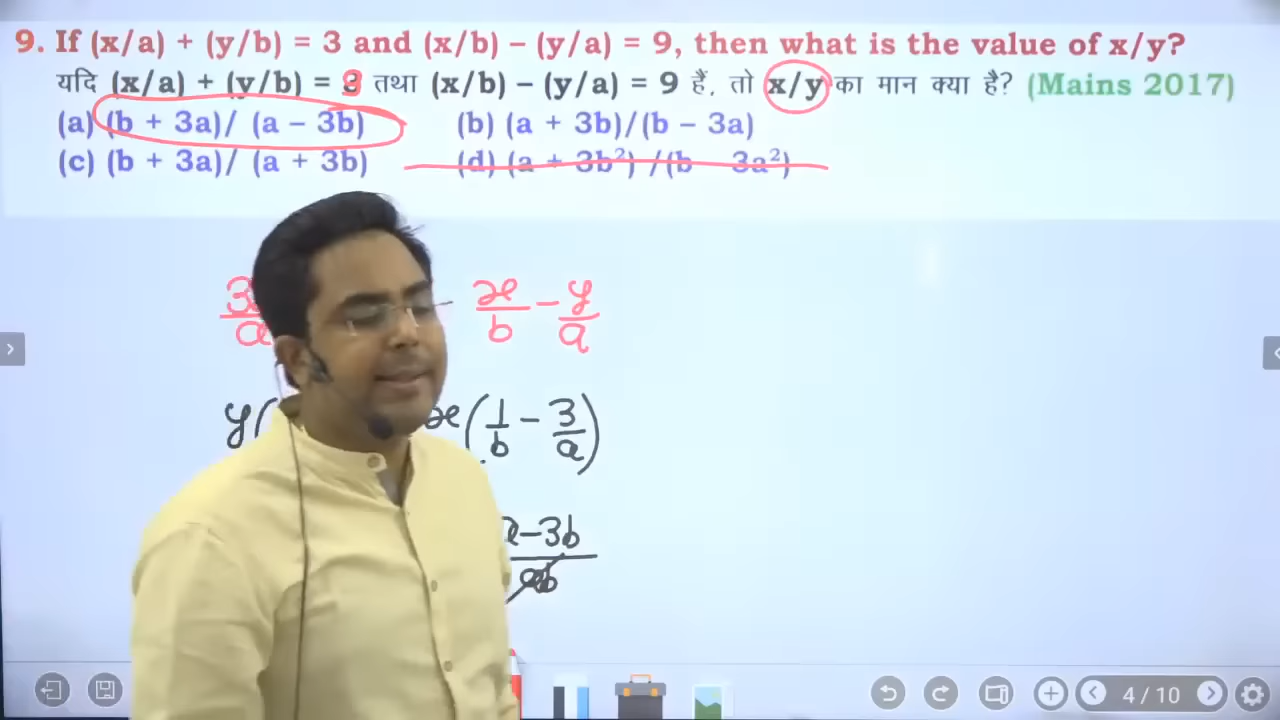 9. If (x/a) + (y/b) = 3 and (x/b) – (y/a) = 9, then what is the value of x/y?
यदि (x/a) + (y/b) = 3 तथा (x/b) – (y/a) = 9 हैं, तो x/y का मान क्या है? (Mains 2017)
(a) (b + 3a)/ (a – 3b) (b) (a + 3b)/(b – 3a)
(c) (b + 3a)/ (a + 3b) (d) (a + 3b²) /(b – 3a²)
x/b – y/a
y( x(1/b – 3/a)
–3b
ab
4 / 10